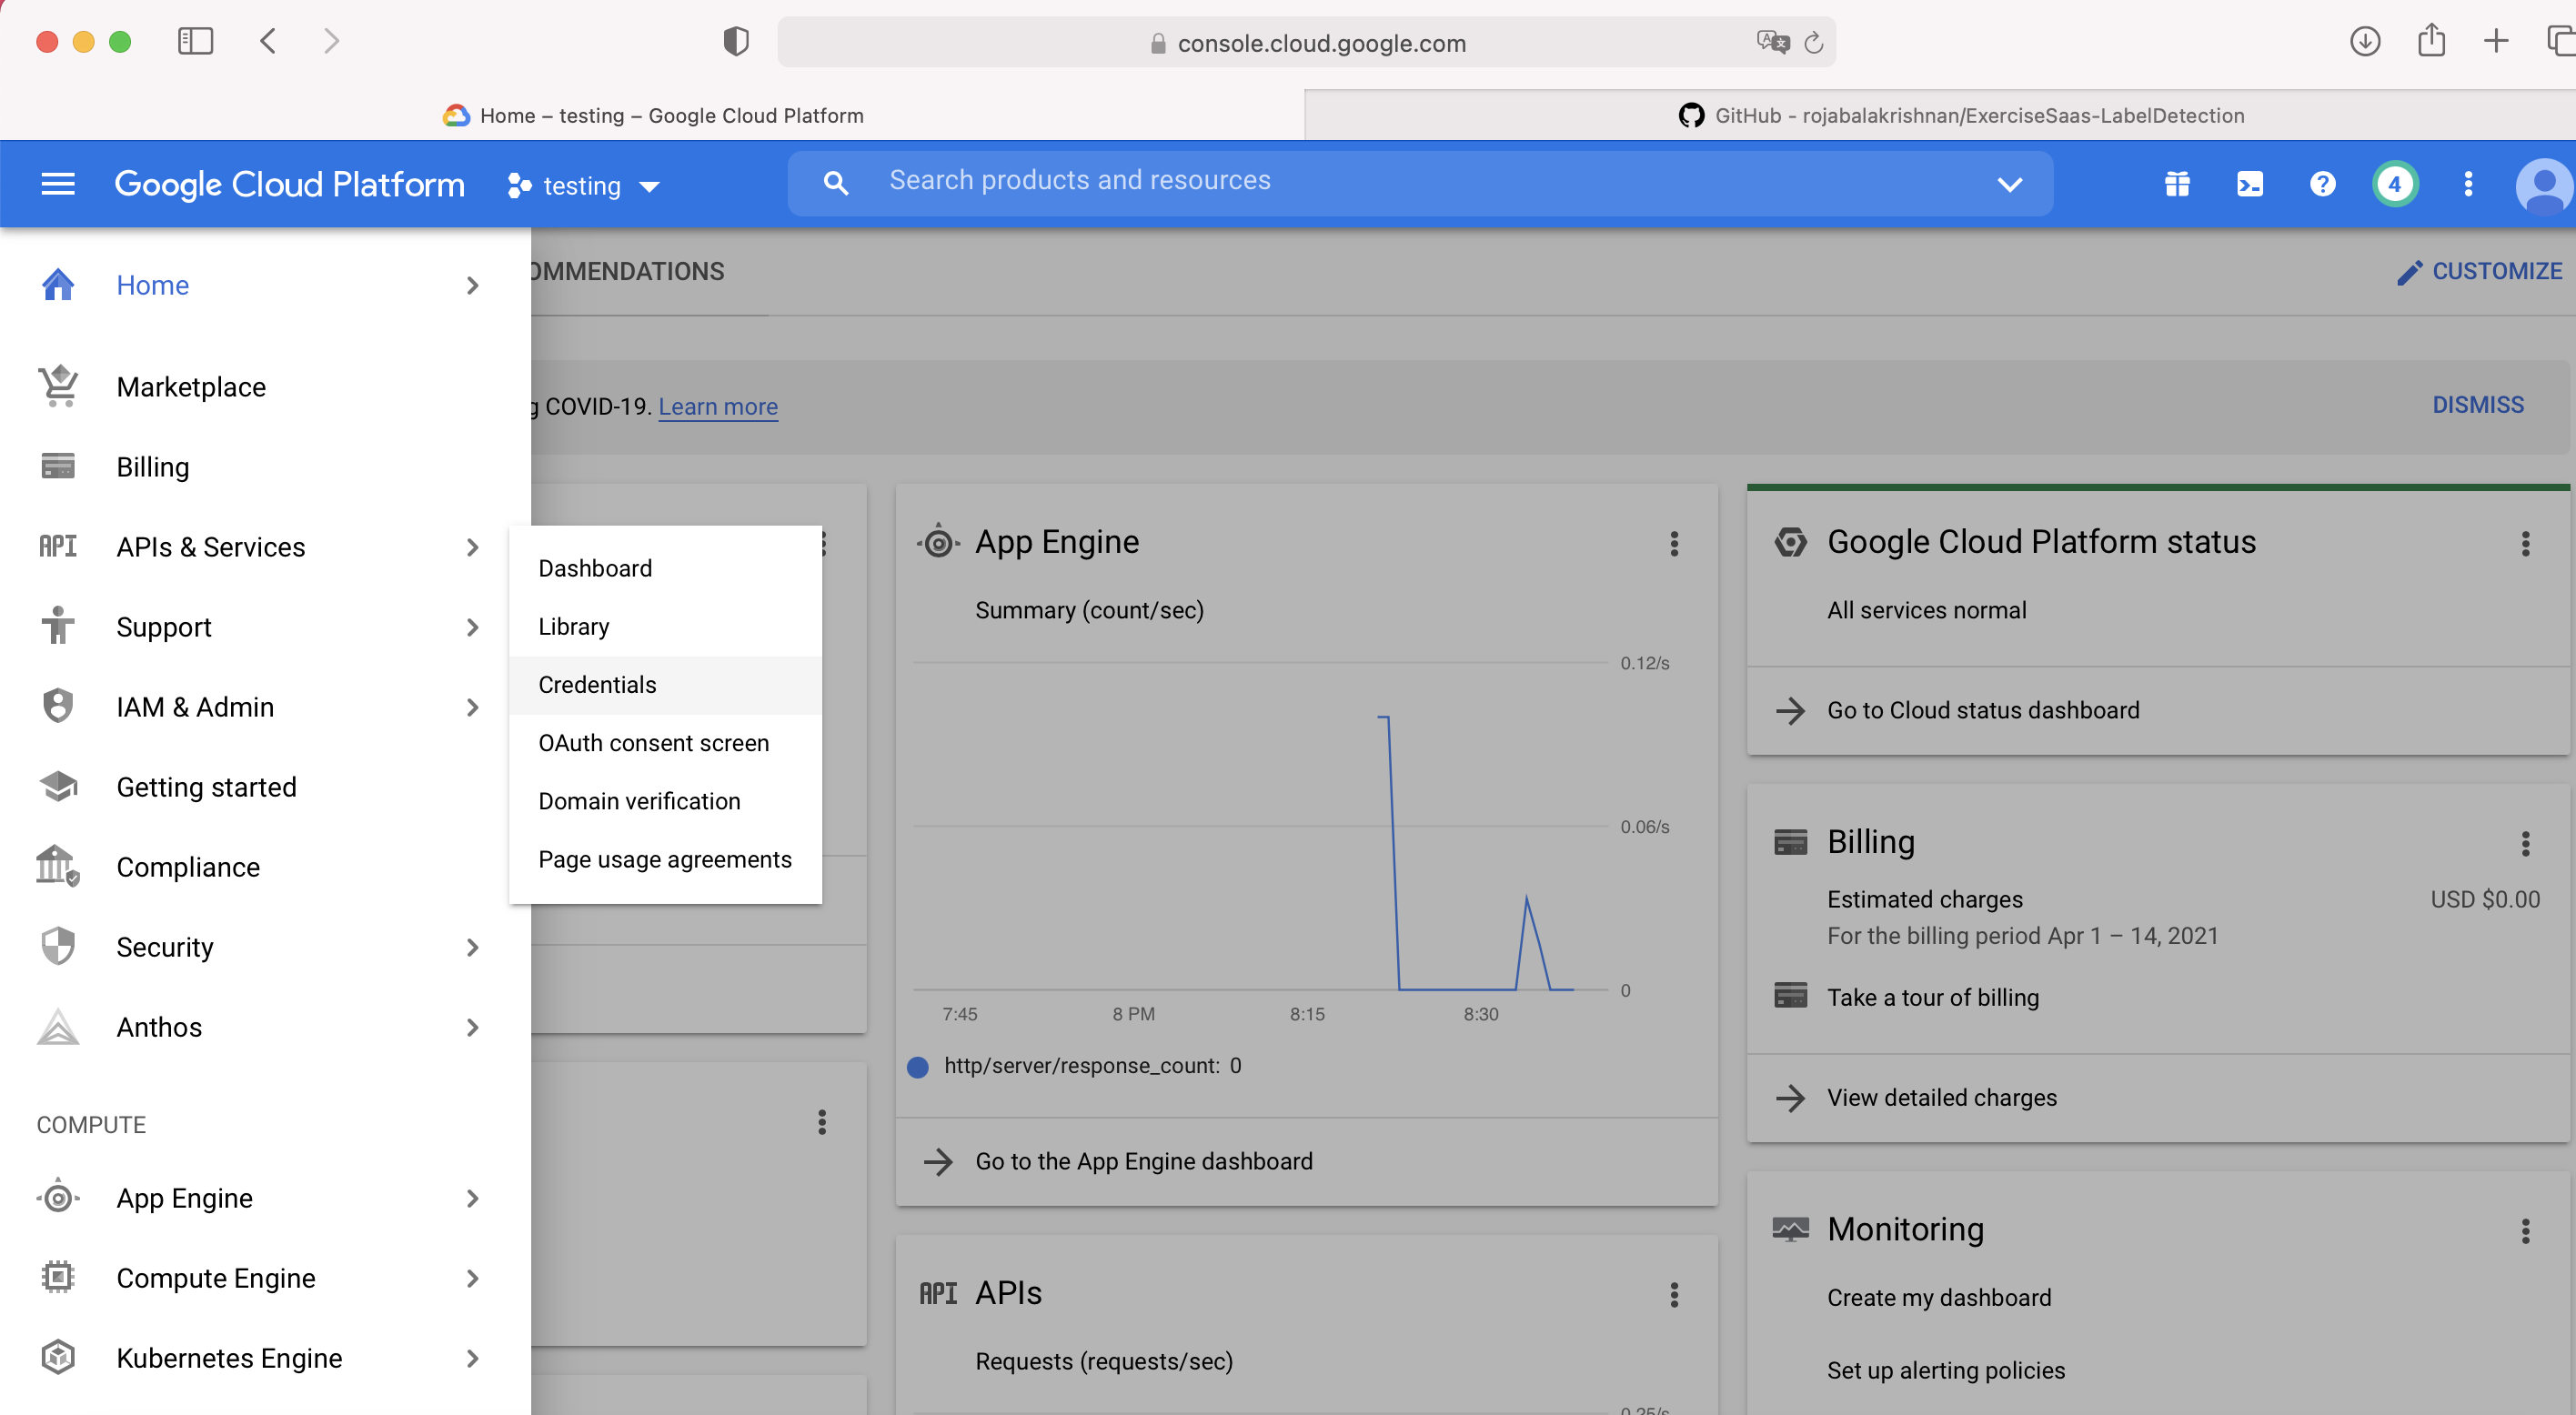 console.cloud.google.com
Home – testing – Google Cloud Platform
GitHub - rojabalakrishnan/ExerciseSaas-LabelDetection
Google Cloud Platform
testing
Search products and resources
4
Home
OMMENDATIONS
CUSTOMIZE
Marketplace
g COVID-19. Learn more
DISMISS
Billing
API APIs & Services
Support
IAM & Admin
Getting started
Compliance
Security
Anthos
COMPUTE
App Engine
Compute Engine
Kubernetes Engine
Dashboard
Library
Credentials
OAuth consent screen
Domain verification
Page usage agreements
App Engine
Summary (count/sec)
0.12/s
0.06/s
0
7:45 8 PM 8:15 8:30
http/server/response_count: 0
Go to the App Engine dashboard
API APIs
Requests (requests/sec)
0.25/s
Google Cloud Platform status
All services normal
Go to Cloud status dashboard
Billing
Estimated charges USD $0.00
For the billing period Apr 1 – 14, 2021
Take a tour of billing
View detailed charges
Monitoring
Create my dashboard
Set up alerting policies